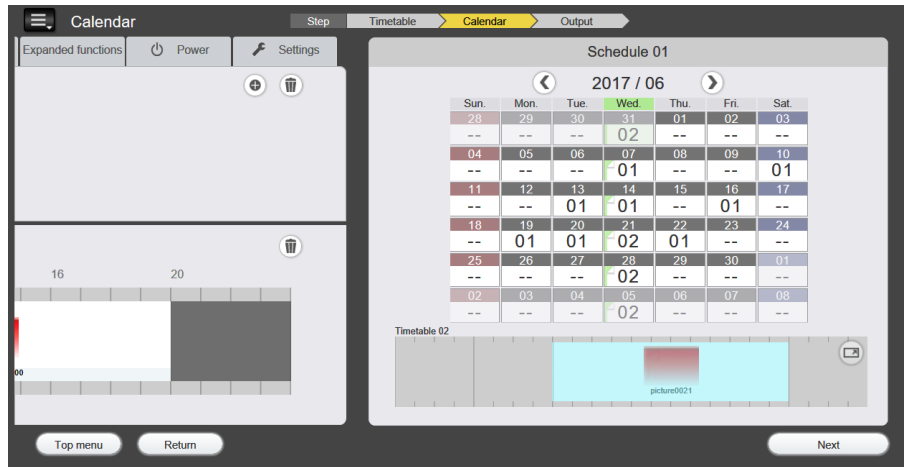 Calendar
Step Timetable Calendar Output
Expanded functions Power Settings
16 20
00
Schedule 01
2017 / 06
Sun. Mon. Tue. Wed. Thu. Fri. Sat.
28 29 30 31 01 02 03
-- -- -- 02 -- -- --
04 05 06 07 08 09 10
-- -- -- 01 -- -- 01
11 12 13 14 15 16 17
-- -- 01 01 -- 01 --
18 19 20 21 22 23 24
-- 01 01 02 01 -- --
25 26 27 28 29 30 01
-- -- -- 02 -- -- --
02 03 04 05 06 07 08
-- -- -- 02 -- -- --
Timetable 02
picture0021
Top menu Return Next